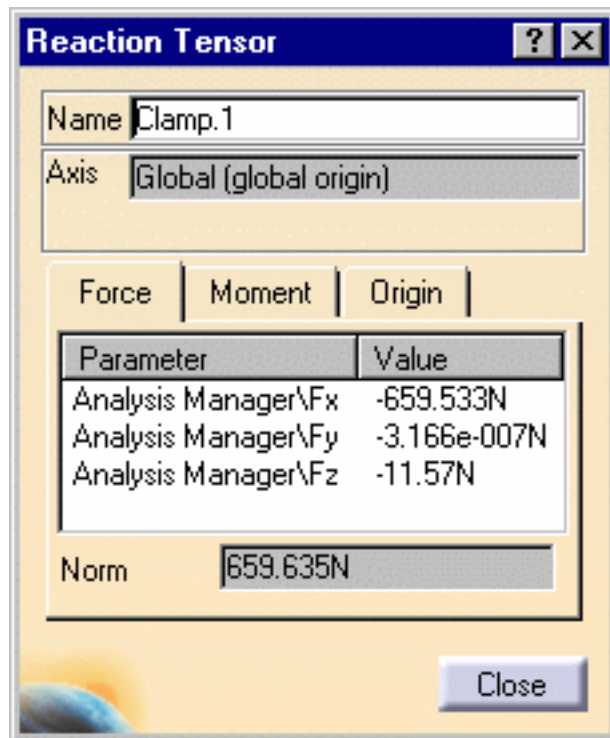 Reaction Tensor
Name Clamp.1
Axis Global (global origin)
Force Moment Origin
Parameter Value
Analysis Manager\Fx -659.533N
Analysis Manager\Fy -3.166e-007N
Analysis Manager\Fz -11.57N
Norm 659.635N
Close